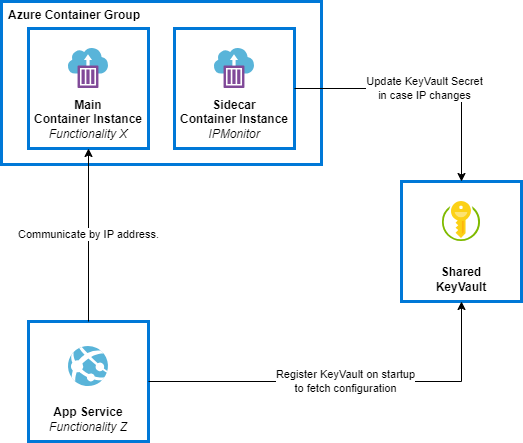 Azure Container Group
Main
Container Instance
Functionality X
Sidecar
Container Instance
IPMonitor
Update KeyVault Secret
in case IP changes
Communicate by IP address.
Shared
KeyVault
Register KeyVault on startup
to fetch configuration
App Service
Functionality Z